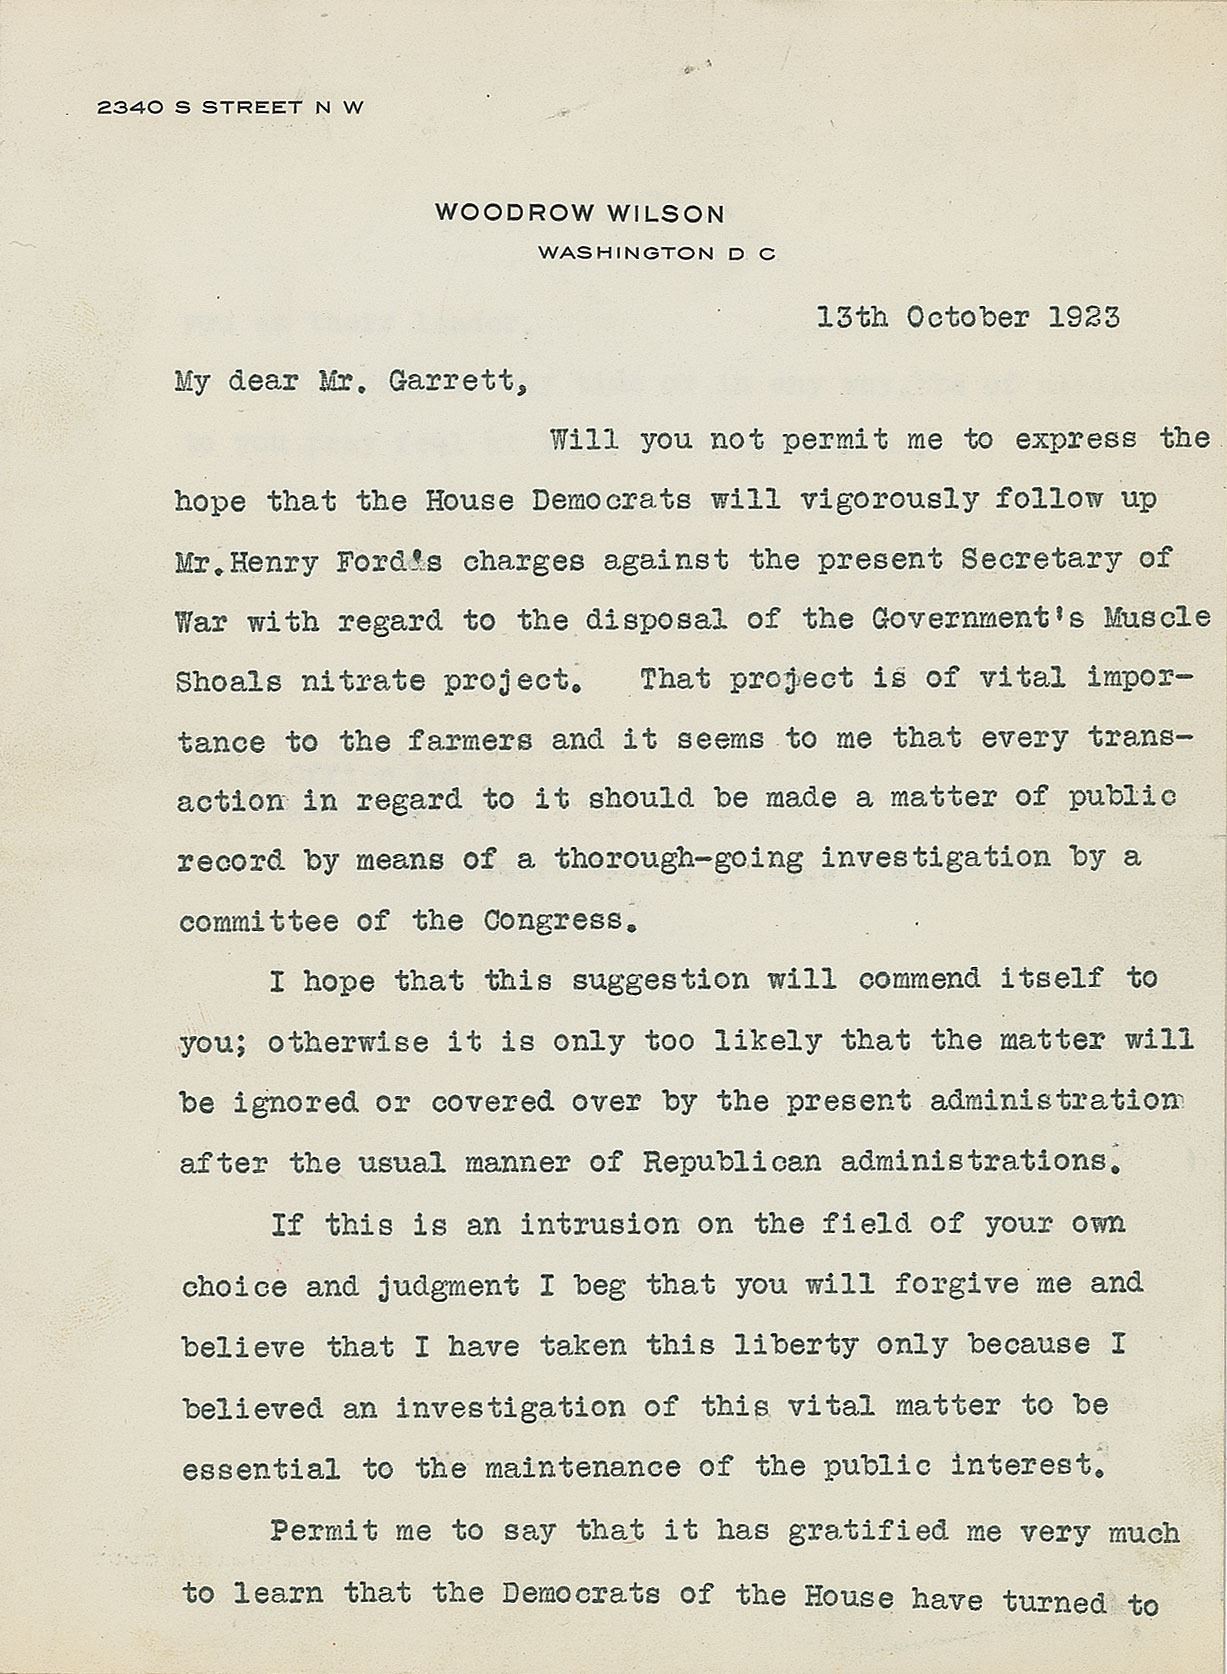 2340 S STREET N W
WOODROW WILSON
WASHINGTON D C
13th October 1923
My dear Mr. Garrett,
Will you not permit me to express the
hope that the House Democrats will vigorously follow up
Mr.Henry Ford's charges against the present Secretary of
War with regard to the disposal of the Government's Muscle
Shoals nitrate project. That project is of vital impor-
tance to the farmers and it seems to me that every trans-
action in regard to it should be made a matter of public
record by means of a thorough-going investigation by a
committee of the Congress.
I hope that this suggestion will commend itself to
you; otherwise it is only too likely that the matter will
be ignored or covered over by the present administration
after the usual manner of Republican administrations.
If this is an intrusion on the field of your own
choice and judgment I beg that you will forgive me and
believe that I have taken this liberty only because I
believed an investigation of this vital matter to be
essential to the maintenance of the public interest.
Permit me to say that it has gratified me very much
to learn that the Democrats of the House have turned to